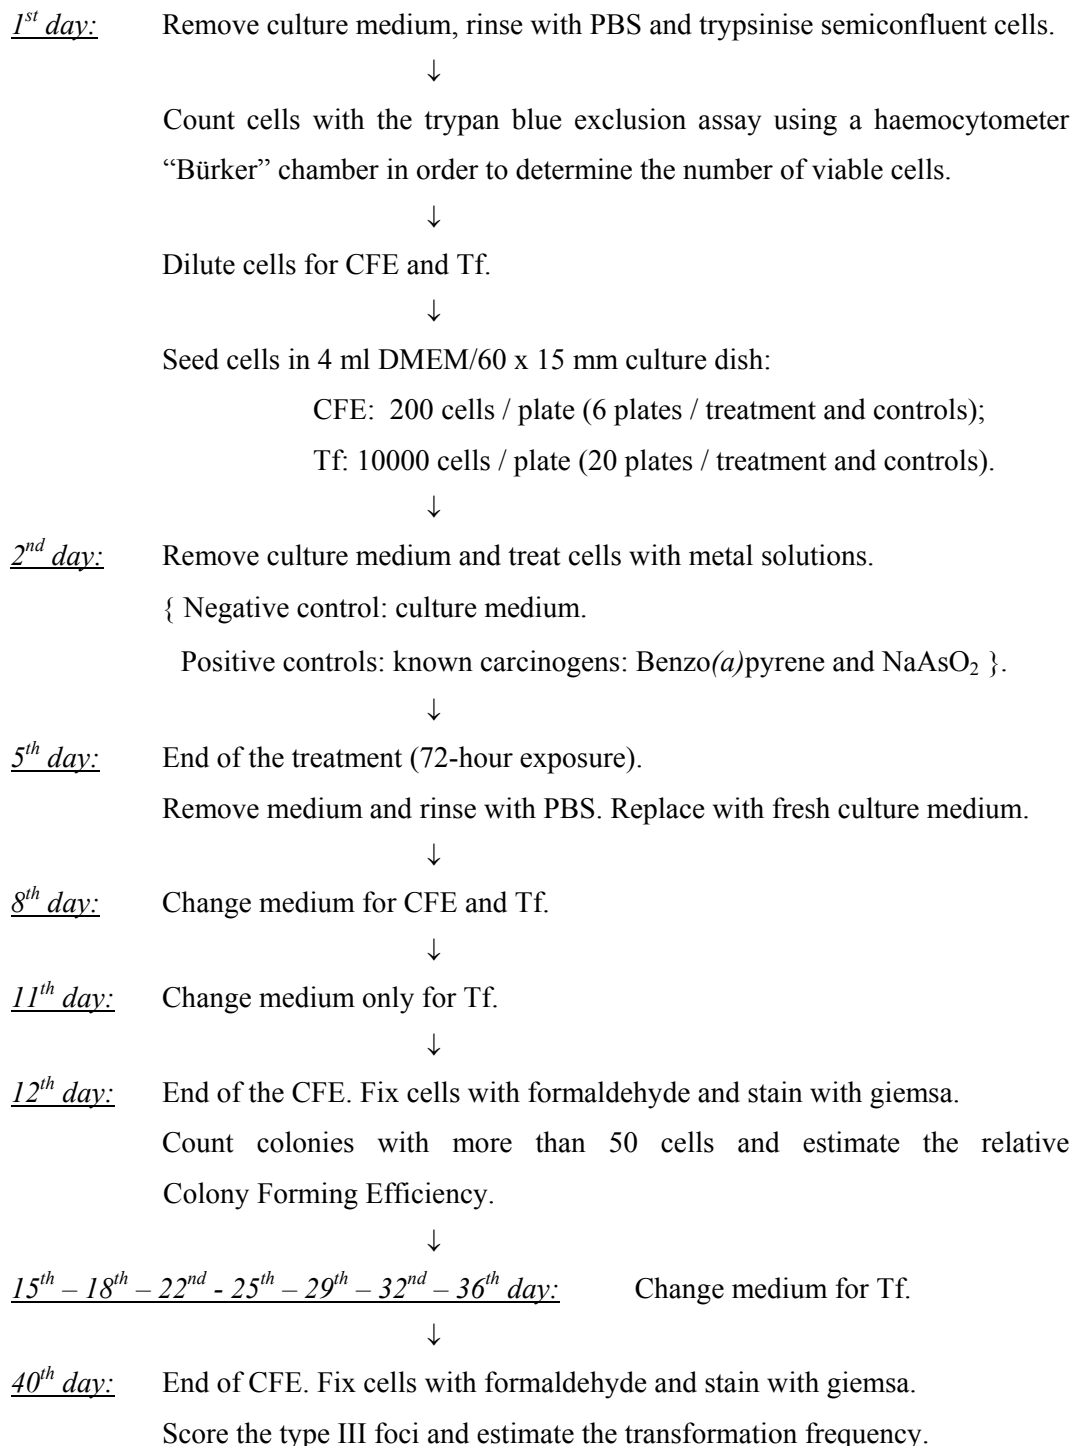 1st day: Remove culture medium, rinse with PBS and trypsinise semiconfluent cells.
↓
Count cells with the trypan blue exclusion assay using a haemocytometer
“Bürker” chamber in order to determine the number of viable cells.
↓
Dilute cells for CFE and Tf.
↓
Seed cells in 4 ml DMEM/60 x 15 mm culture dish:
CFE: 200 cells / plate (6 plates / treatment and controls);
Tf: 10000 cells / plate (20 plates / treatment and controls).
↓
2nd day: Remove culture medium and treat cells with metal solutions.
{ Negative control: culture medium.
Positive controls: known carcinogens: Benzo(a)pyrene and NaAsO2 }.
↓
5th day: End of the treatment (72-hour exposure).
Remove medium and rinse with PBS. Replace with fresh culture medium.
↓
8th day: Change medium for CFE and Tf.
↓
11th day: Change medium only for Tf.
↓
12th day: End of the CFE. Fix cells with formaldehyde and stain with giemsa.
Count colonies with more than 50 cells and estimate the relative
Colony Forming Efficiency.
↓
15th – 18th – 22nd - 25th – 29th – 32nd – 36th day: Change medium for Tf.
↓
40th day: End of CFE. Fix cells with formaldehyde and stain with giemsa.
Score the type III foci and estimate the transformation frequency.